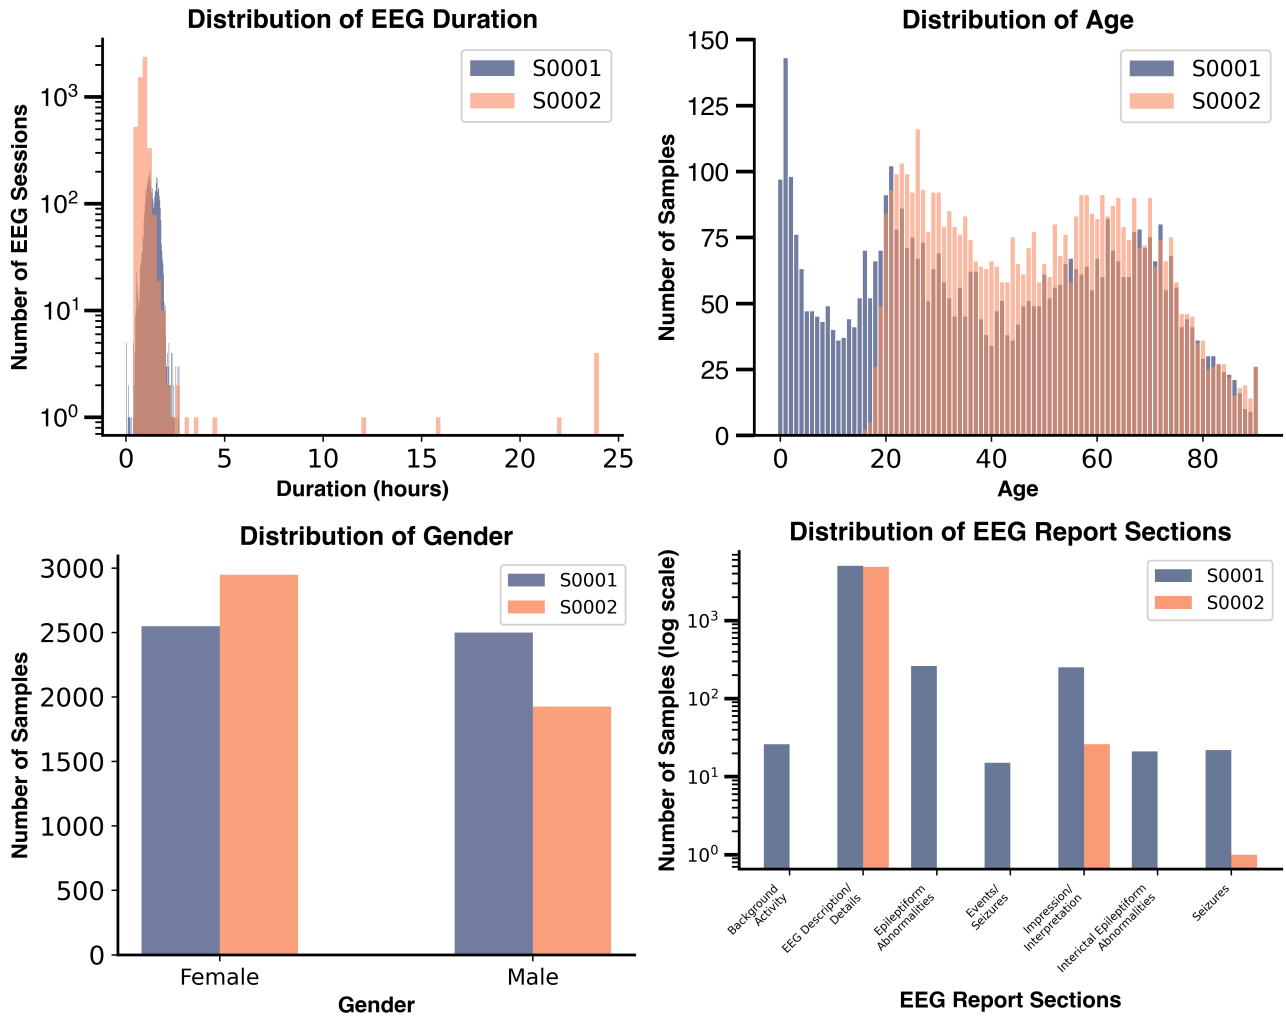 Distribution of EEG Duration
Number of EEG Sessions
10³
10²
10¹
10⁰
S0001
S0002
0 5 10 15 20 25
Duration (hours)
Distribution of Age
Number of Samples
150
125
100
75
50
25
0
S0001
S0002
0 20 40 60 80
Age
Distribution of Gender
Number of Samples
3000
2500
2000
1500
1000
500
0
S0001
S0002
Female Male
Gender
Distribution of EEG Report Sections
Number of Samples (log scale)
10³
10²
10¹
10⁰
S0001
S0002
Background
Activity
EEG Description/
Details
Epileptiform
Abnormalities
Events/
Seizures
Impression/
Interpretation
Interictal Epileptiform
Abnormalities
Seizures
EEG Report Sections